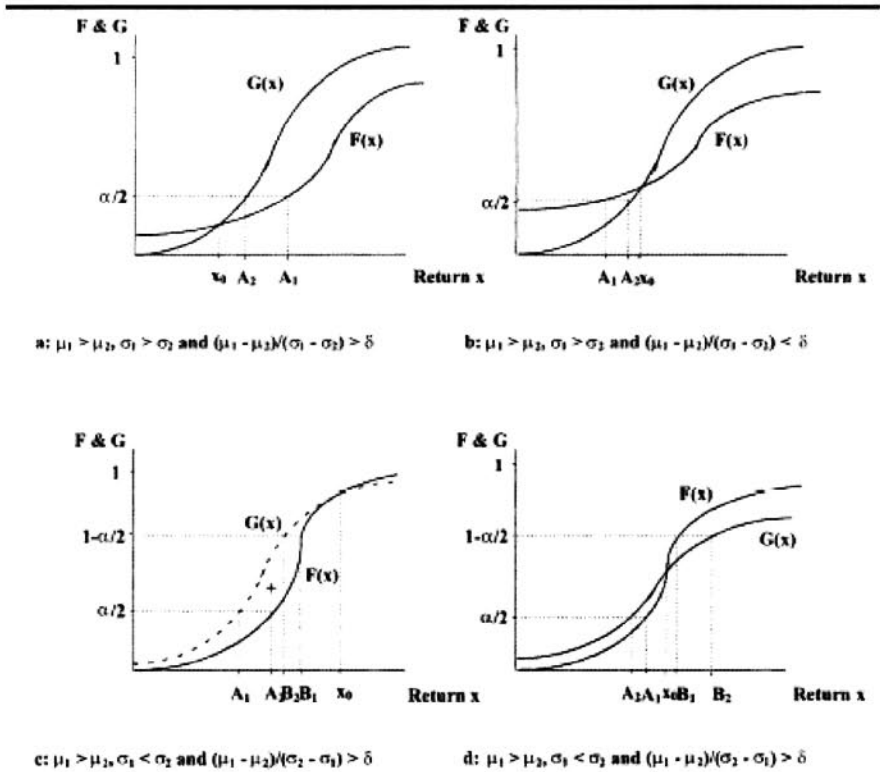 F & G
1
G(x)
F(x)
α/2
x₀ A₂ A₁ Return x
a: μ₁ > μ₂, σ₁ > σ₂ and (μ₁ - μ₂)/(σ₁ - σ₂) > δ
F & G
1
G(x)
F(x)
α/2
A₁ A₂x₀ Return x
b: μ₁ > μ₂, σ₁ > σ₂ and (μ₁ - μ₂)/(σ₁ - σ₂) < δ
F & G
1
G(x)
1-α/2
F(x)
+
α/2
A₁ A₂B₂B₁ x₀ Return x
c: μ₁ > μ₂, σ₁ < σ₂ and (μ₁ - μ₂)/(σ₂ - σ₁) > δ
F & G
1
F(x)
1-α/2
G(x)
α/2
A₂A₁x₀B₁ B₂ Return x
d: μ₁ > μ₂, σ₁ < σ₂ and (μ₁ - μ₂)/(σ₂ - σ₁) > δ